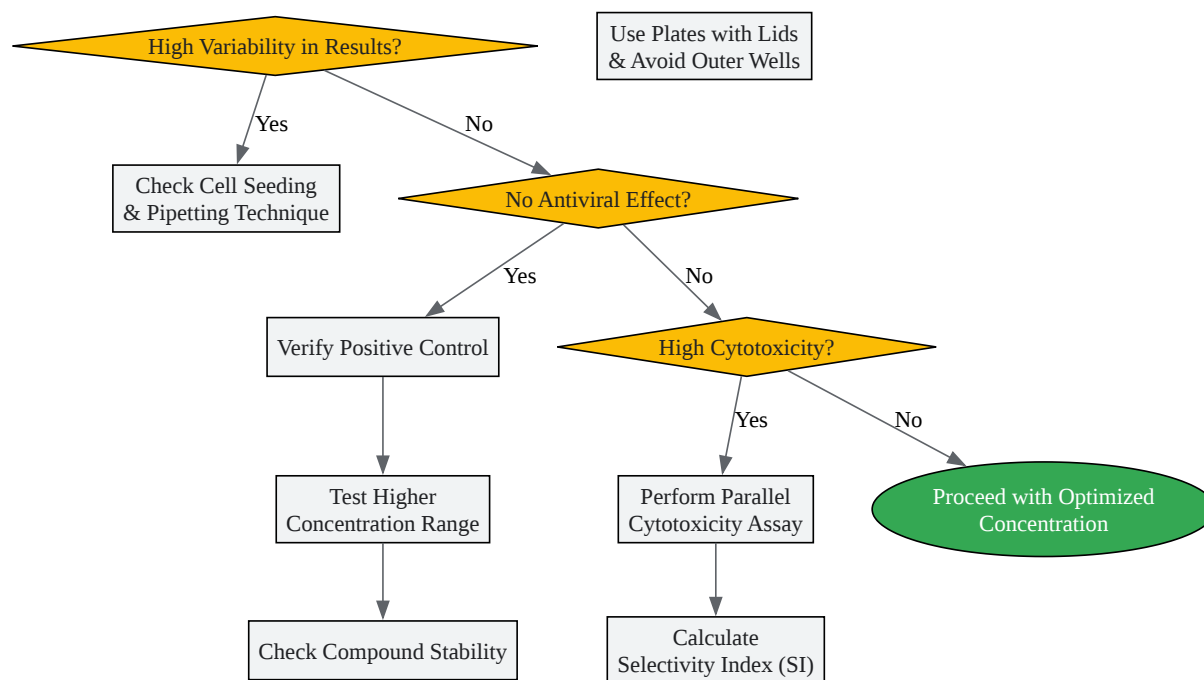 High Variability in Results?
Use Plates with Lids
& Avoid Outer Wells
Yes
No
Check Cell Seeding
& Pipetting Technique
No Antiviral Effect?
Yes
No
Verify Positive Control
High Cytotoxicity?
Yes
No
Test Higher
Concentration Range
Perform Parallel
Cytotoxicity Assay
Proceed with Optimized
Concentration
Check Compound Stability
Calculate
Selectivity Index (SI)